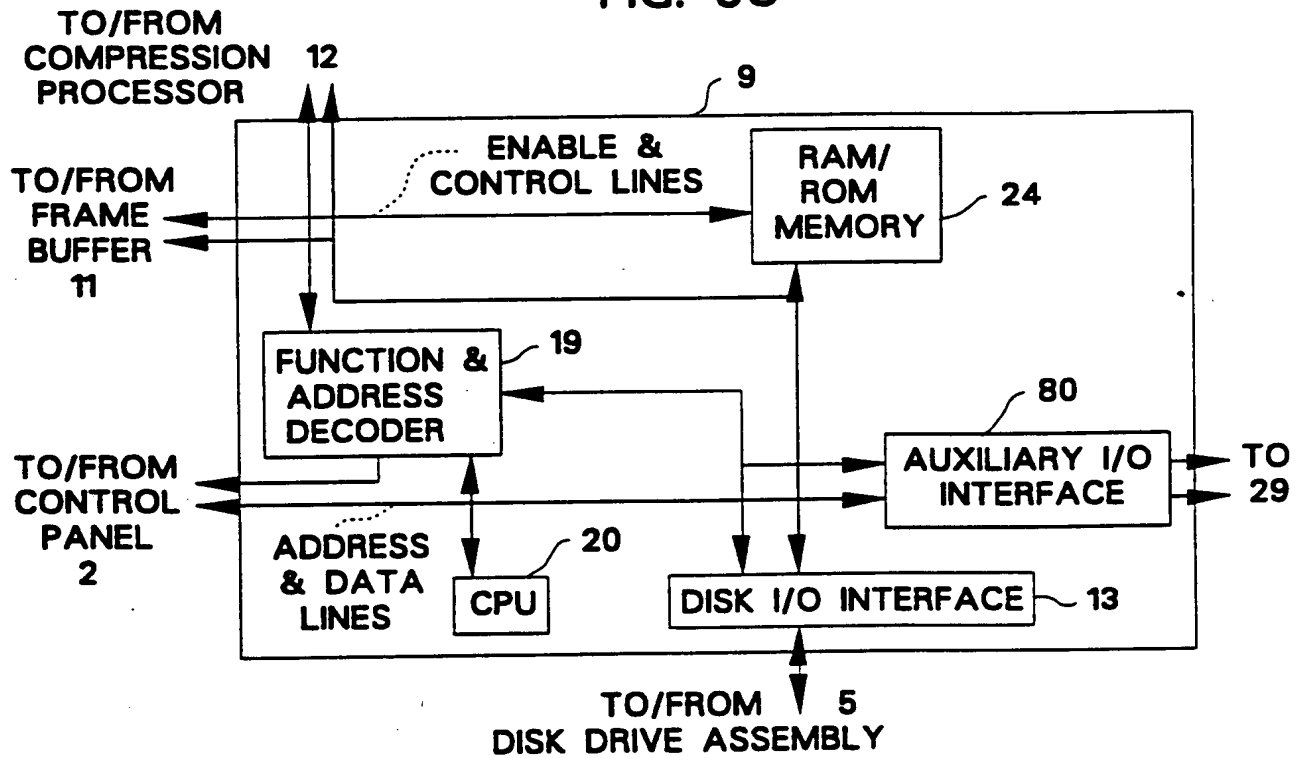 TO/FROM
COMPRESSION 12
PROCESSOR
9
ENABLE &
CONTROL LINES
RAM/
ROM
MEMORY
24
TO/FROM
FRAME
BUFFER
11
FUNCTION &
ADDRESS
DECODER
19
80
AUXILIARY I/O
INTERFACE
TO
29
TO/FROM
CONTROL
PANEL
2
ADDRESS
& DATA
LINES
20
CPU
DISK I/O INTERFACE
13
TO/FROM 5
DISK DRIVE ASSEMBLY